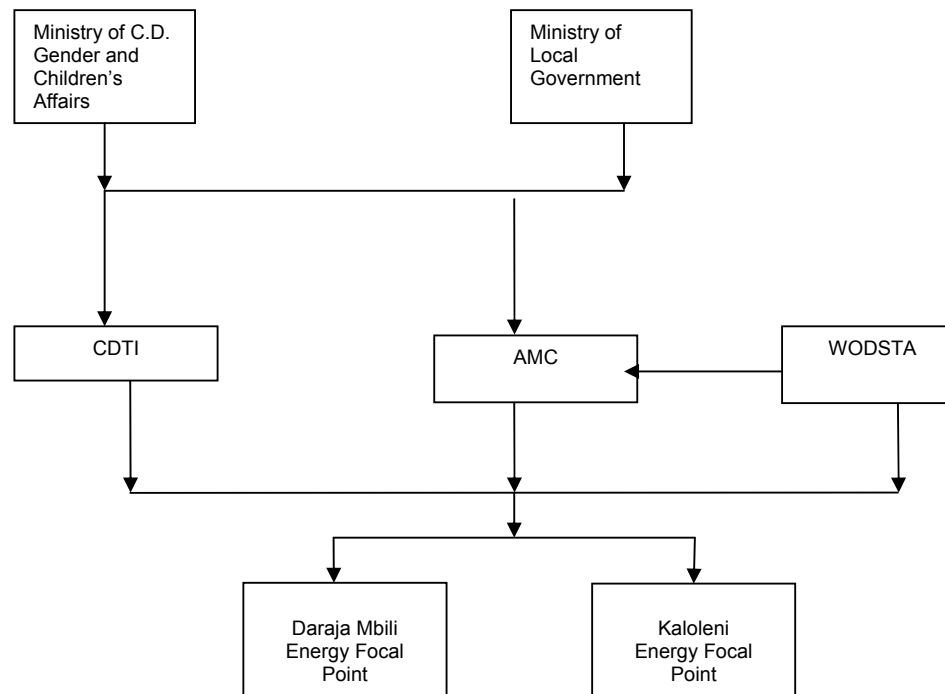 Ministry of C.D.
Gender and
Children’s
Affairs
Ministry of
Local
Government
CDTI
AMC
WODSTA
Daraja Mbili
Energy Focal
Point
Kaloleni
Energy Focal
Point